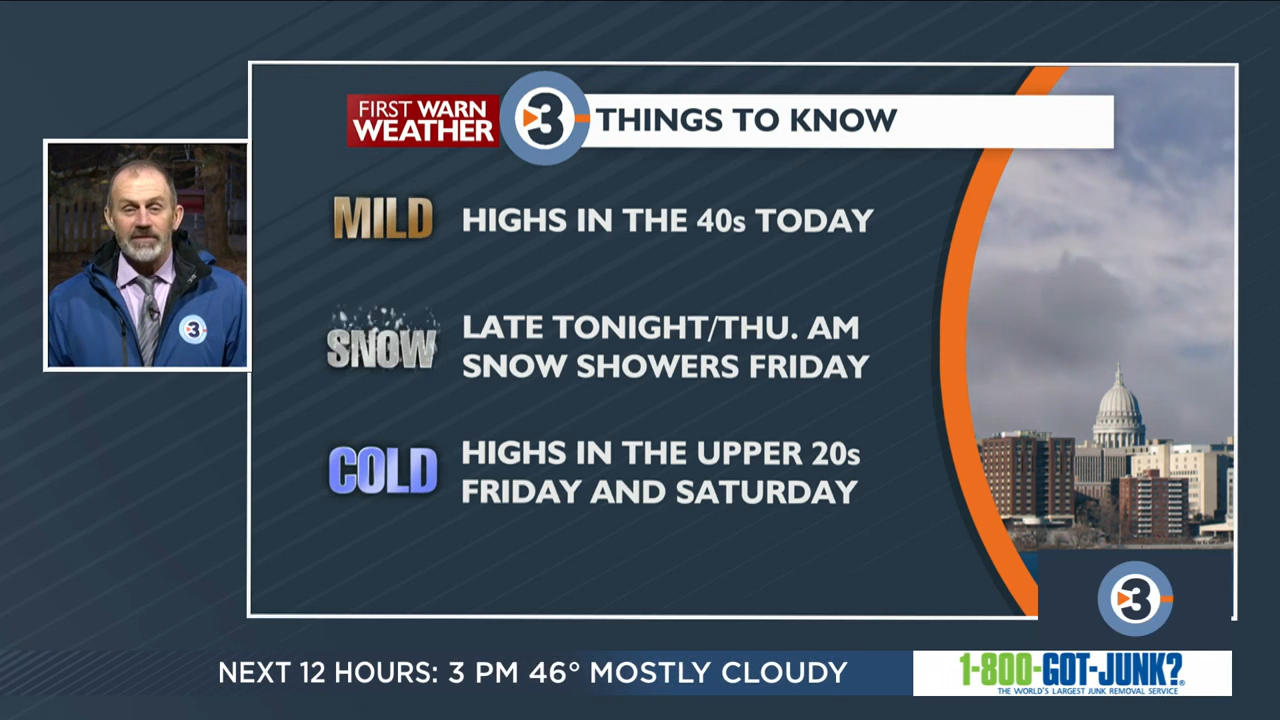 FIRST WARN
WEATHER
3 THINGS TO KNOW
MILD
HIGHS IN THE 40s TODAY
SNOW
LATE TONIGHT/THU. AM
SNOW SHOWERS FRIDAY
COLD
HIGHS IN THE UPPER 20s
FRIDAY AND SATURDAY
3
3
NEXT 12 HOURS: 3 PM 46° MOSTLY CLOUDY
1-800-GOT-JUNK?®
THE WORLD'S LARGEST JUNK REMOVAL SERVICE